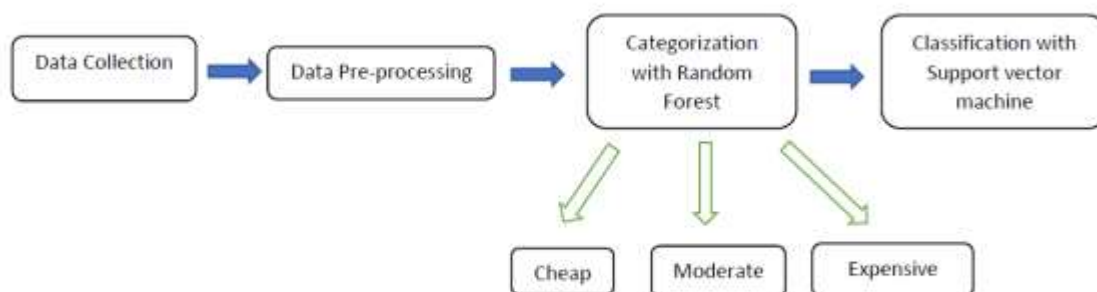 Data Collection
Data Pre-processing
Categorization
with Random
Forest
Classification with
Support vector
machine
Cheap
Moderate
Expensive